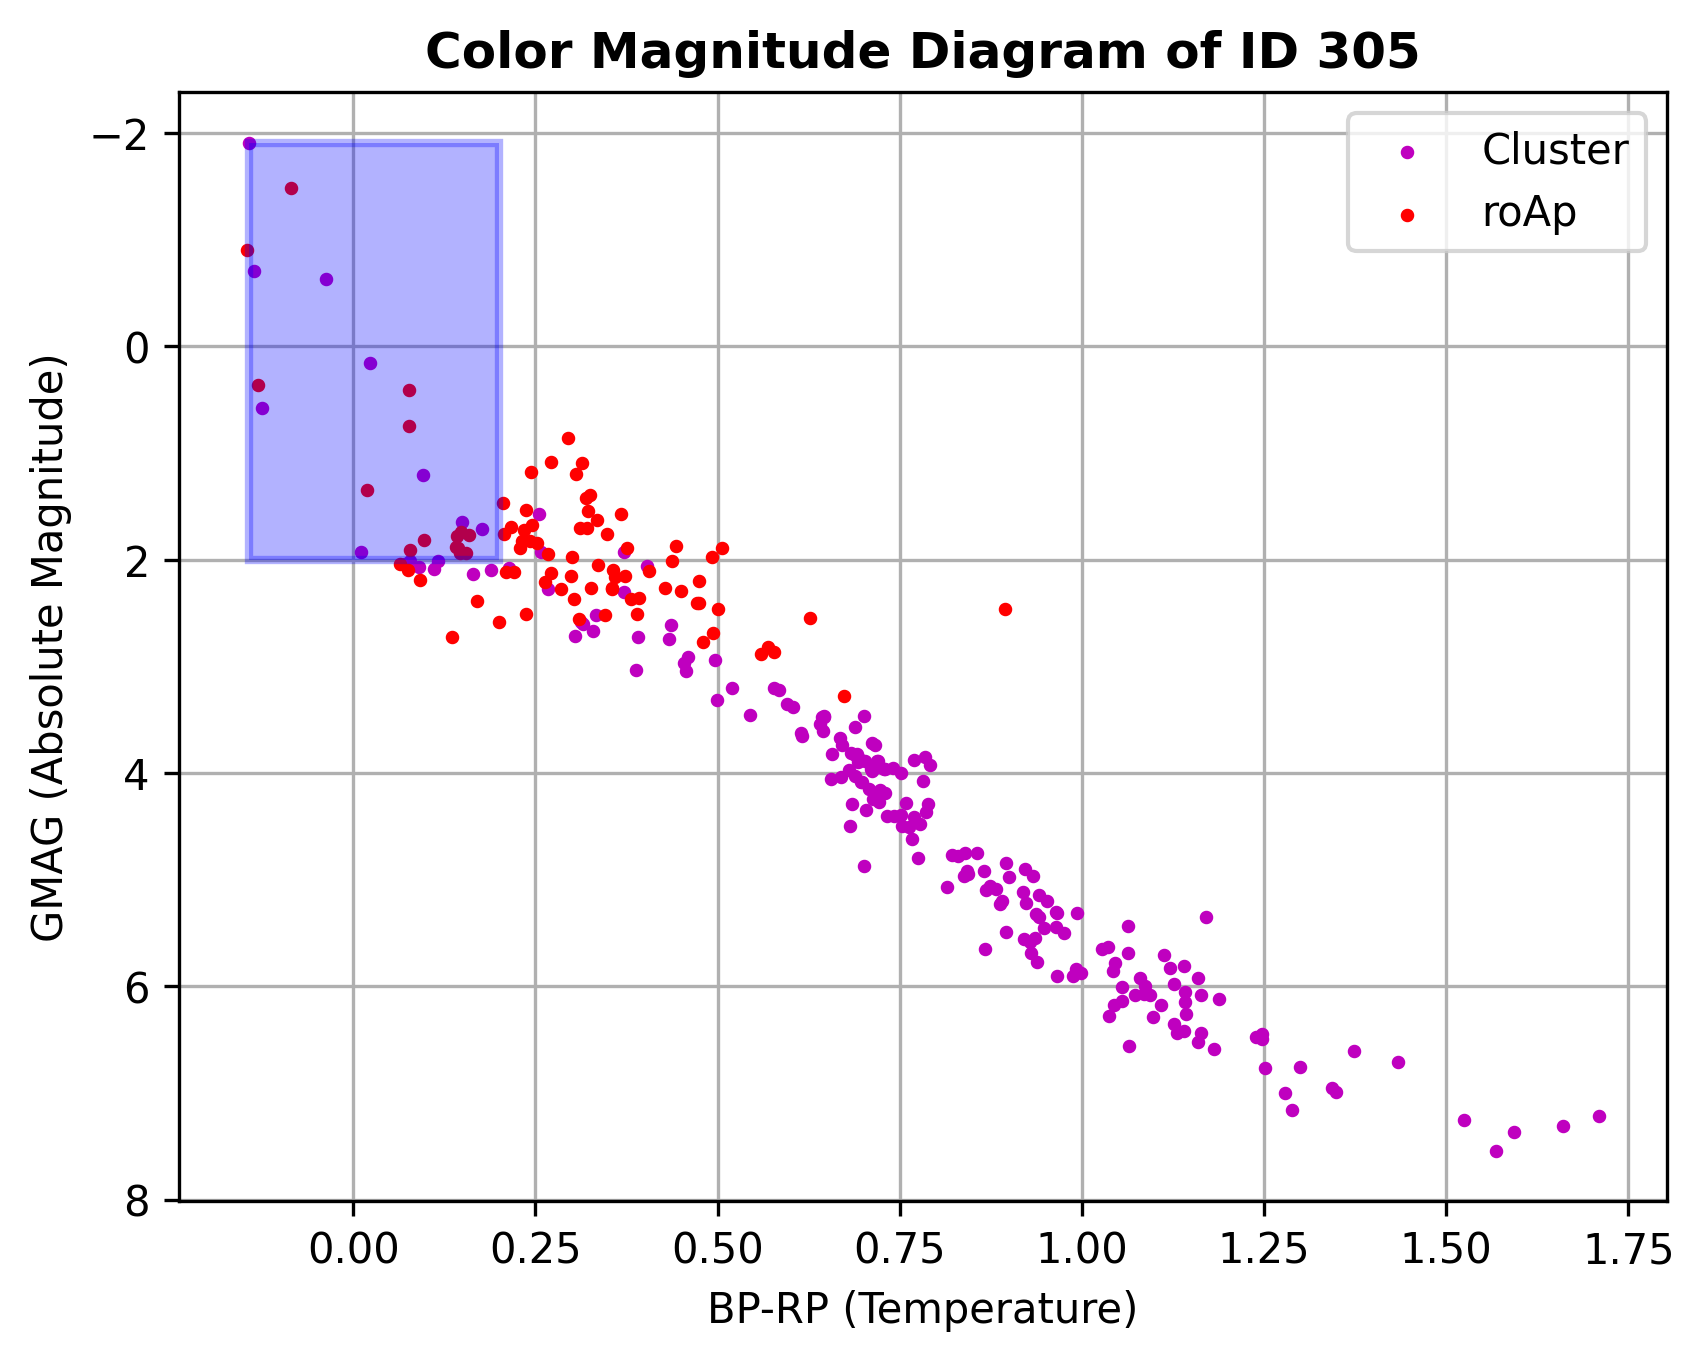 Color Magnitude Diagram of ID 305
Cluster
roAp
GMAG (Absolute Magnitude)
−2
0
2
4
6
8
0.00 0.25 0.50 0.75 1.00 1.25 1.50 1.75
BP-RP (Temperature)